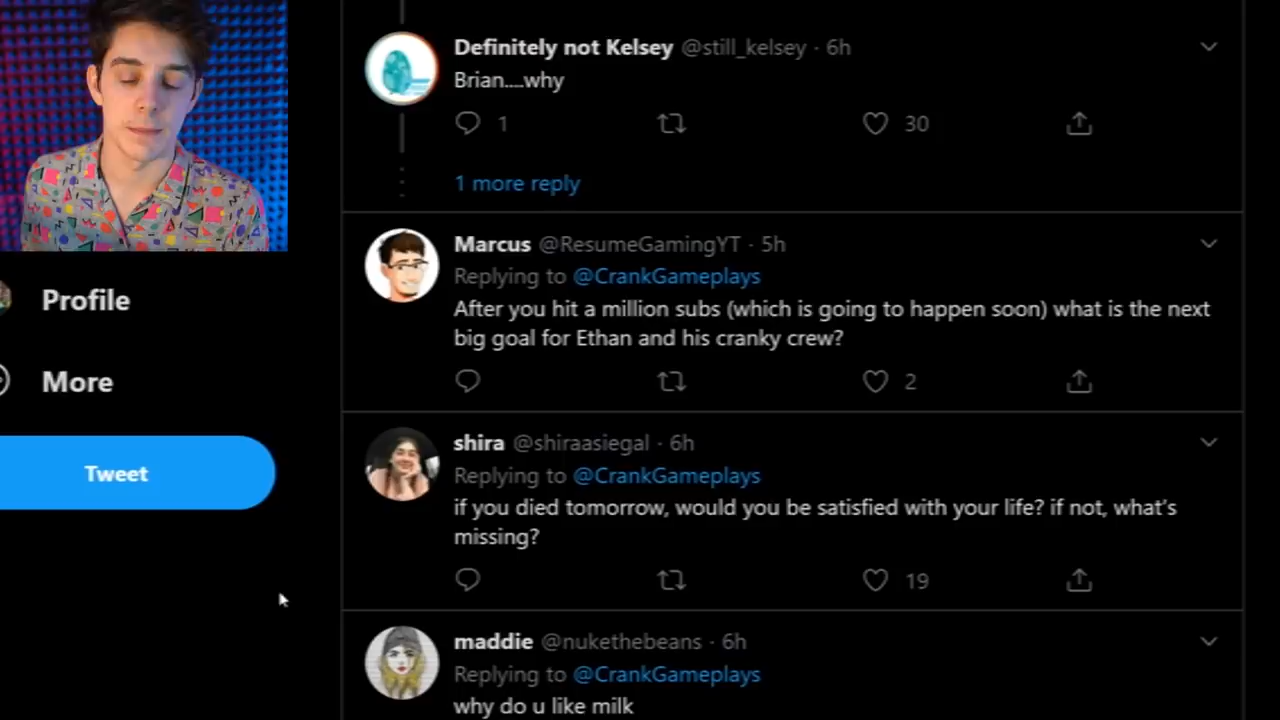 Definitely not Kelsey @still_kelsey · 6h
Brian....why
1 30
1 more reply
Marcus @ResumeGamingYT · 5h
Replying to @CrankGameplays
After you hit a million subs (which is going to happen soon) what is the next
big goal for Ethan and his cranky crew?
2
shira @shiraasiegal · 6h
Replying to @CrankGameplays
if you died tomorrow, would you be satisfied with your life? if not, what's
missing?
19
maddie @nukethebeans · 6h
Replying to @CrankGameplays
why do u like milk
Profile
More
Tweet